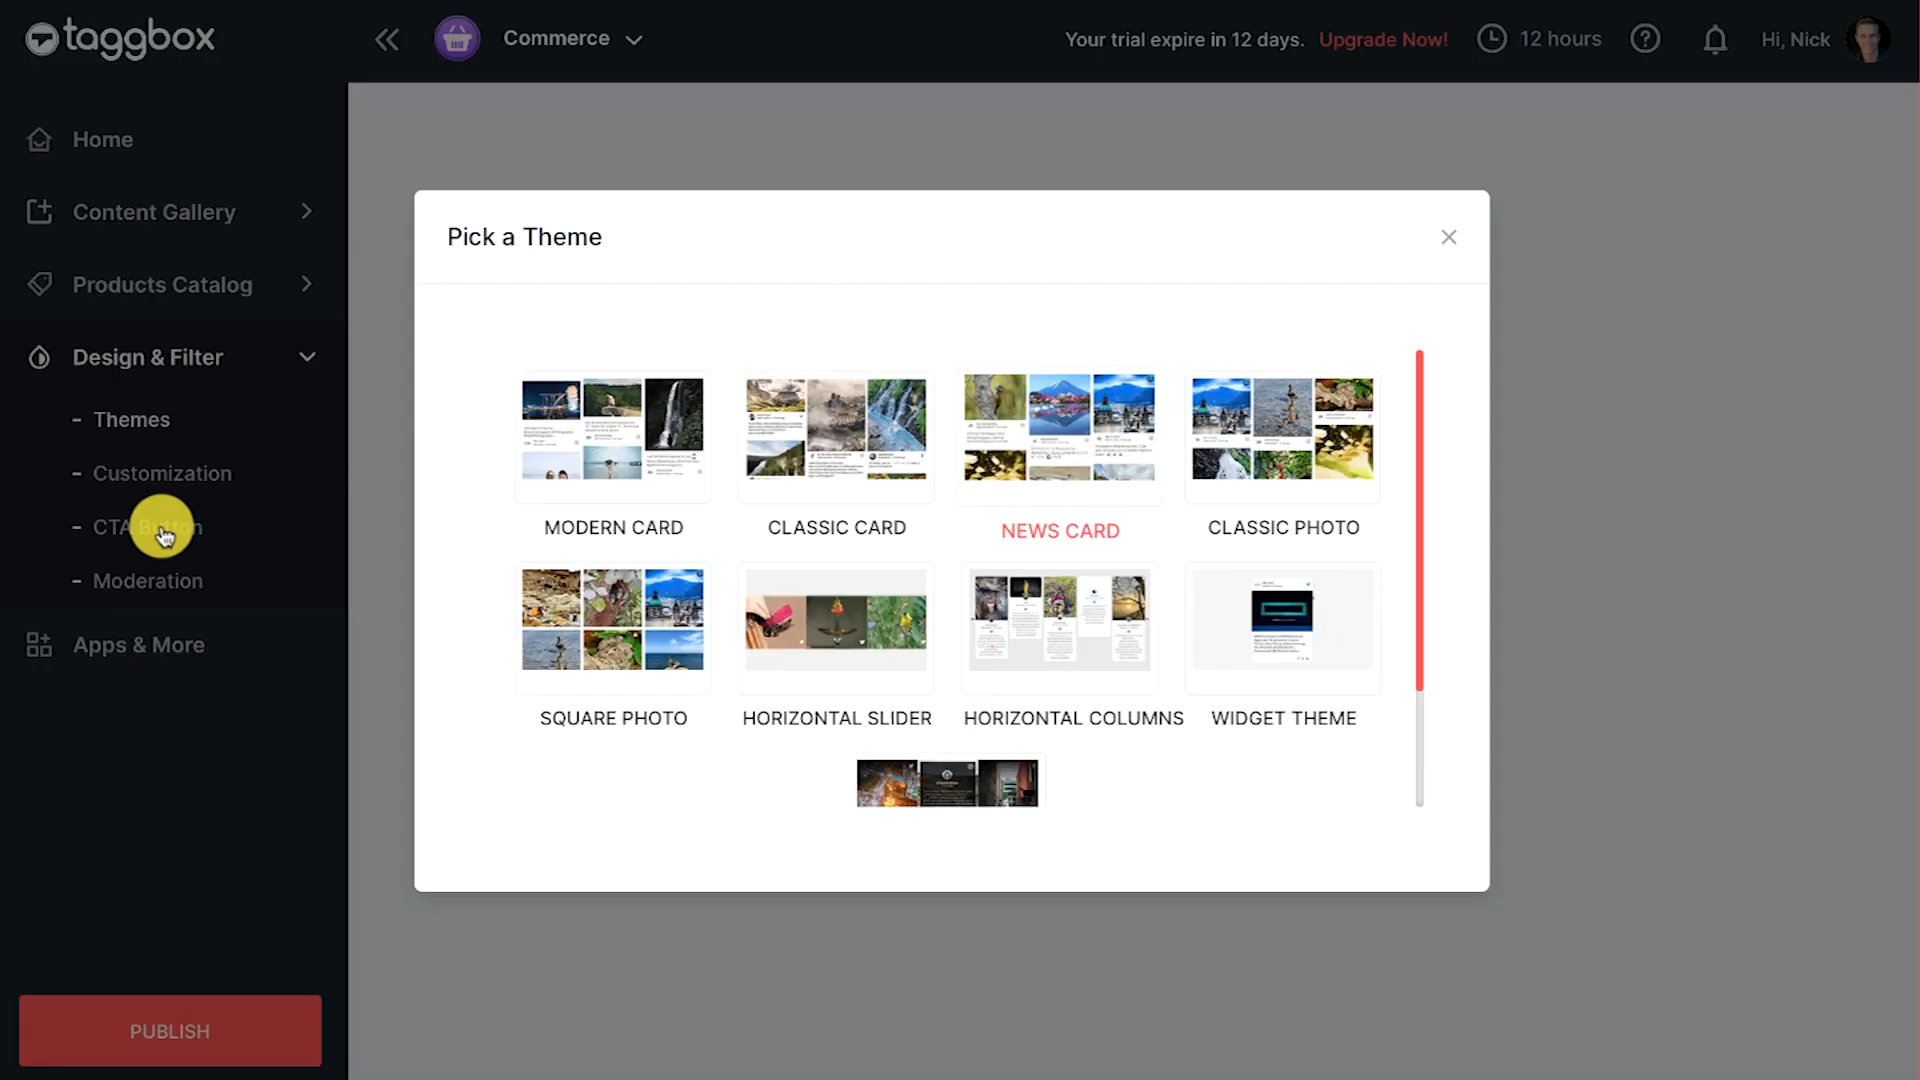 taggbox
Commerce
Your trial expire in 12 days. Upgrade Now!
12 hours
Hi, Nick
Home
Content Gallery
Products Catalog
Design & Filter
- Themes
- Customization
- CTA Button
- Moderation
Apps & More
PUBLISH
Pick a Theme
MODERN CARD
CLASSIC CARD
NEWS CARD
CLASSIC PHOTO
SQUARE PHOTO
HORIZONTAL SLIDER
HORIZONTAL COLUMNS
WIDGET THEME